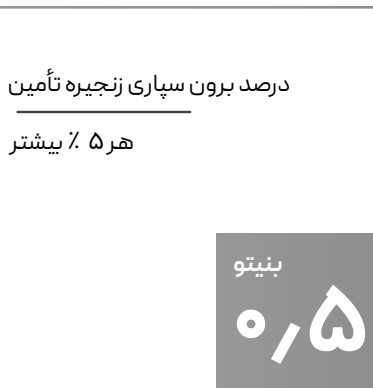 درصد برون سپاری زنجیره تأمین
هر ۵ ٪ بیشتر
بنیتو
۰٫۵